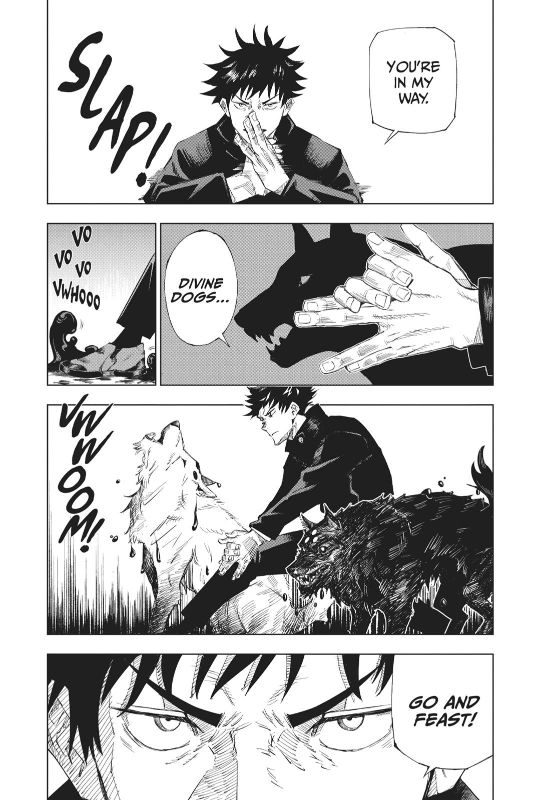 SLAP!
YOU'RE
IN MY
WAY.
VO
VO VO
VWHOOO
DIVINE
DOGS...
VWWOOM!
GO AND
FEAST!